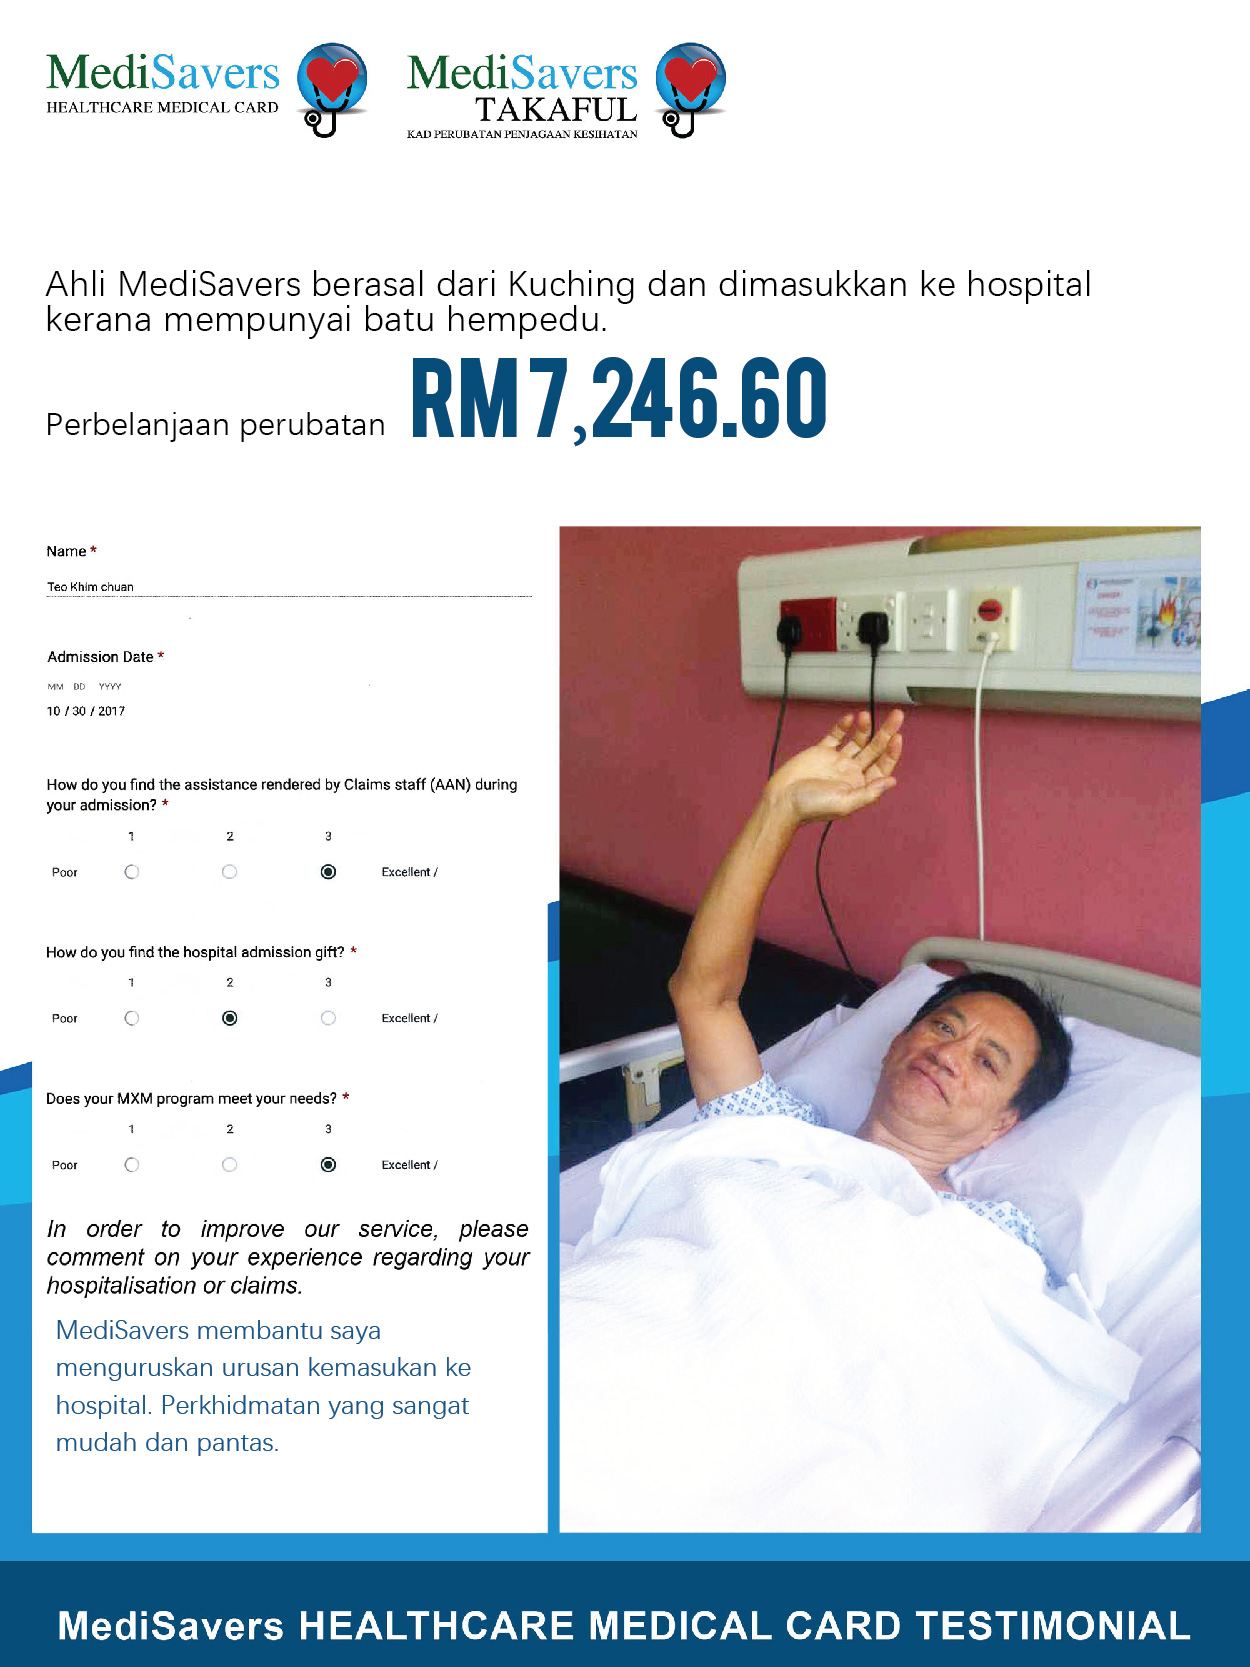 MediSavers
HEALTHCARE MEDICAL CARD
MediSavers
TAKAFUL
KAD PERUBATAN PENJAGAAN KESIHATAN
Ahli MediSavers berasal dari Kuching dan dimasukkan ke hospital
kerana mempunyai batu hempedu.
Perbelanjaan perubatan RM7,246.60
Name *
Teo Khim chuan
Admission Date *
MM DD YYYY
10 / 30 / 2017
How do you find the assistance rendered by Claims staff (AAN) during
your admission? *
1 2 3
Poor Excellent /
How do you find the hospital admission gift? *
1 2 3
Poor Excellent /
Does your MXM program meet your needs? *
1 2 3
Poor Excellent /
In order to improve our service, please
comment on your experience regarding your
hospitalisation or claims.
MediSavers membantu saya
menguruskan urusan kemasukan ke
hospital. Perkhidmatan yang sangat
mudah dan pantas.
MediSavers HEALTHCARE MEDICAL CARD TESTIMONIAL